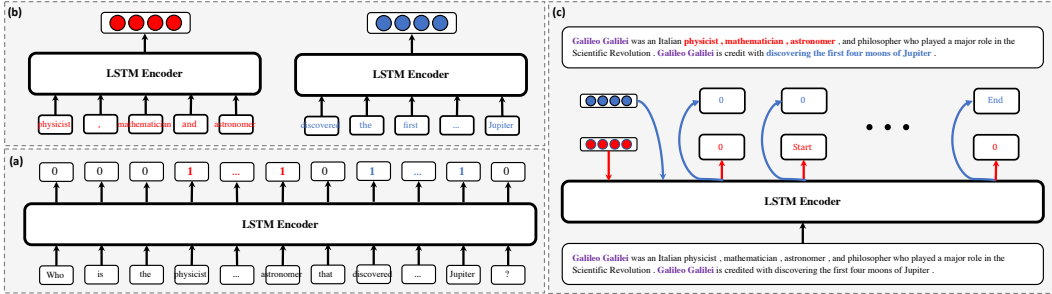 (b)
LSTM Encoder
physicist , mathematician and astronomer
LSTM Encoder
discovered the first ... Jupiter
(a)
0 0 0 1 ... 1 0 1 ... 1 0
LSTM Encoder
Who is the physicist ... astronomer that discovered ... Jupiter ?
(c)
Galileo Galilei was an Italian physicist , mathematician , astronomer , and philosopher who played a major role in the
Scientific Revolution . Galileo Galilei is credit with discovering the first four moons of Jupiter .
0 0 End
0 Start • • • 0
LSTM Encoder
Galileo Galilei was an Italian physicist , mathematician , astronomer , and philosopher who played a major role in the
Scientific Revolution . Galileo Galilei is credited with discovering the first four moons of Jupiter .